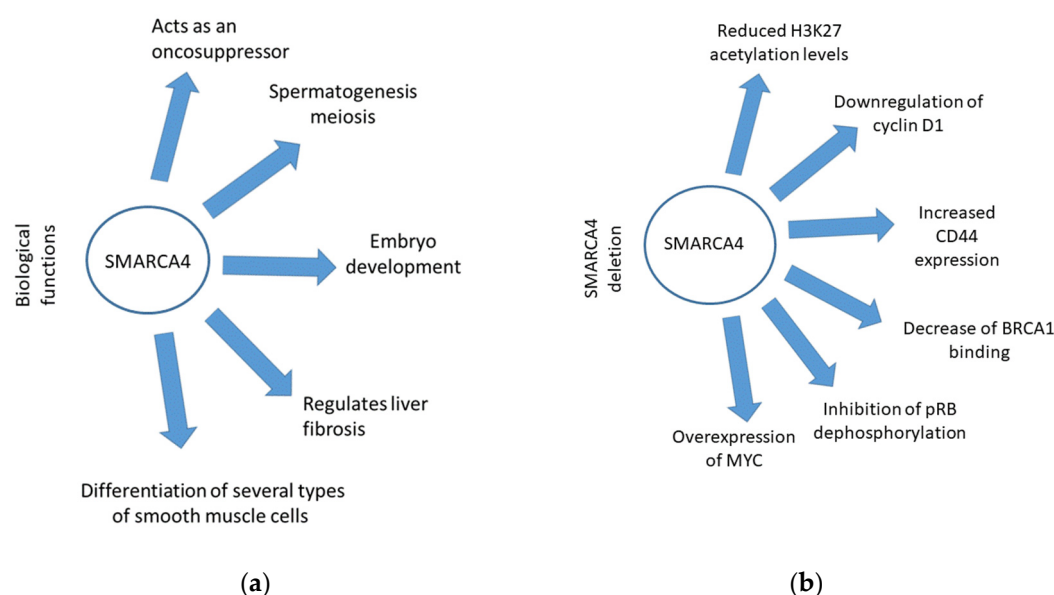 Acts as an
oncosuppressor
Spermatogenesis
meiosis
Biological
functions
SMARCA4
Embryo
development
Regulates liver
fibrosis
Differentiation of several types
of smooth muscle cells
(a)
Reduced H3K27
acetylation levels
Downregulation of
cyclin D1
SMARCA4
deletion
SMARCA4
Increased
CD44
expression
Decrease of BRCA1
binding
Inhibition of pRB
dephosphorylation
Overexpression
of MYC
(b)